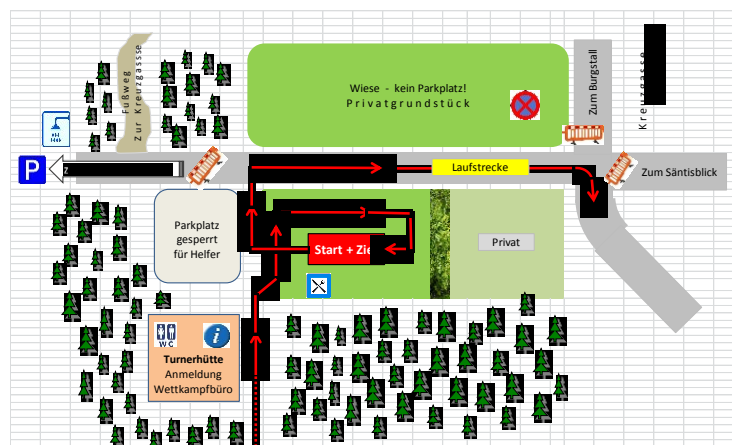 Fußweg
Zur Kreuzgasse
Wiese - kein Parkplatz!
Privatgrundstück
Zum Burgstall
Kreuzgasse
P
z
Laufstrecke
Zum Säntisblick
Parkplatz
gesperrt
für Helfer
Start + Zie
Privat
WC
i
Turnerhütte
Anmeldung
Wettkampfbüro